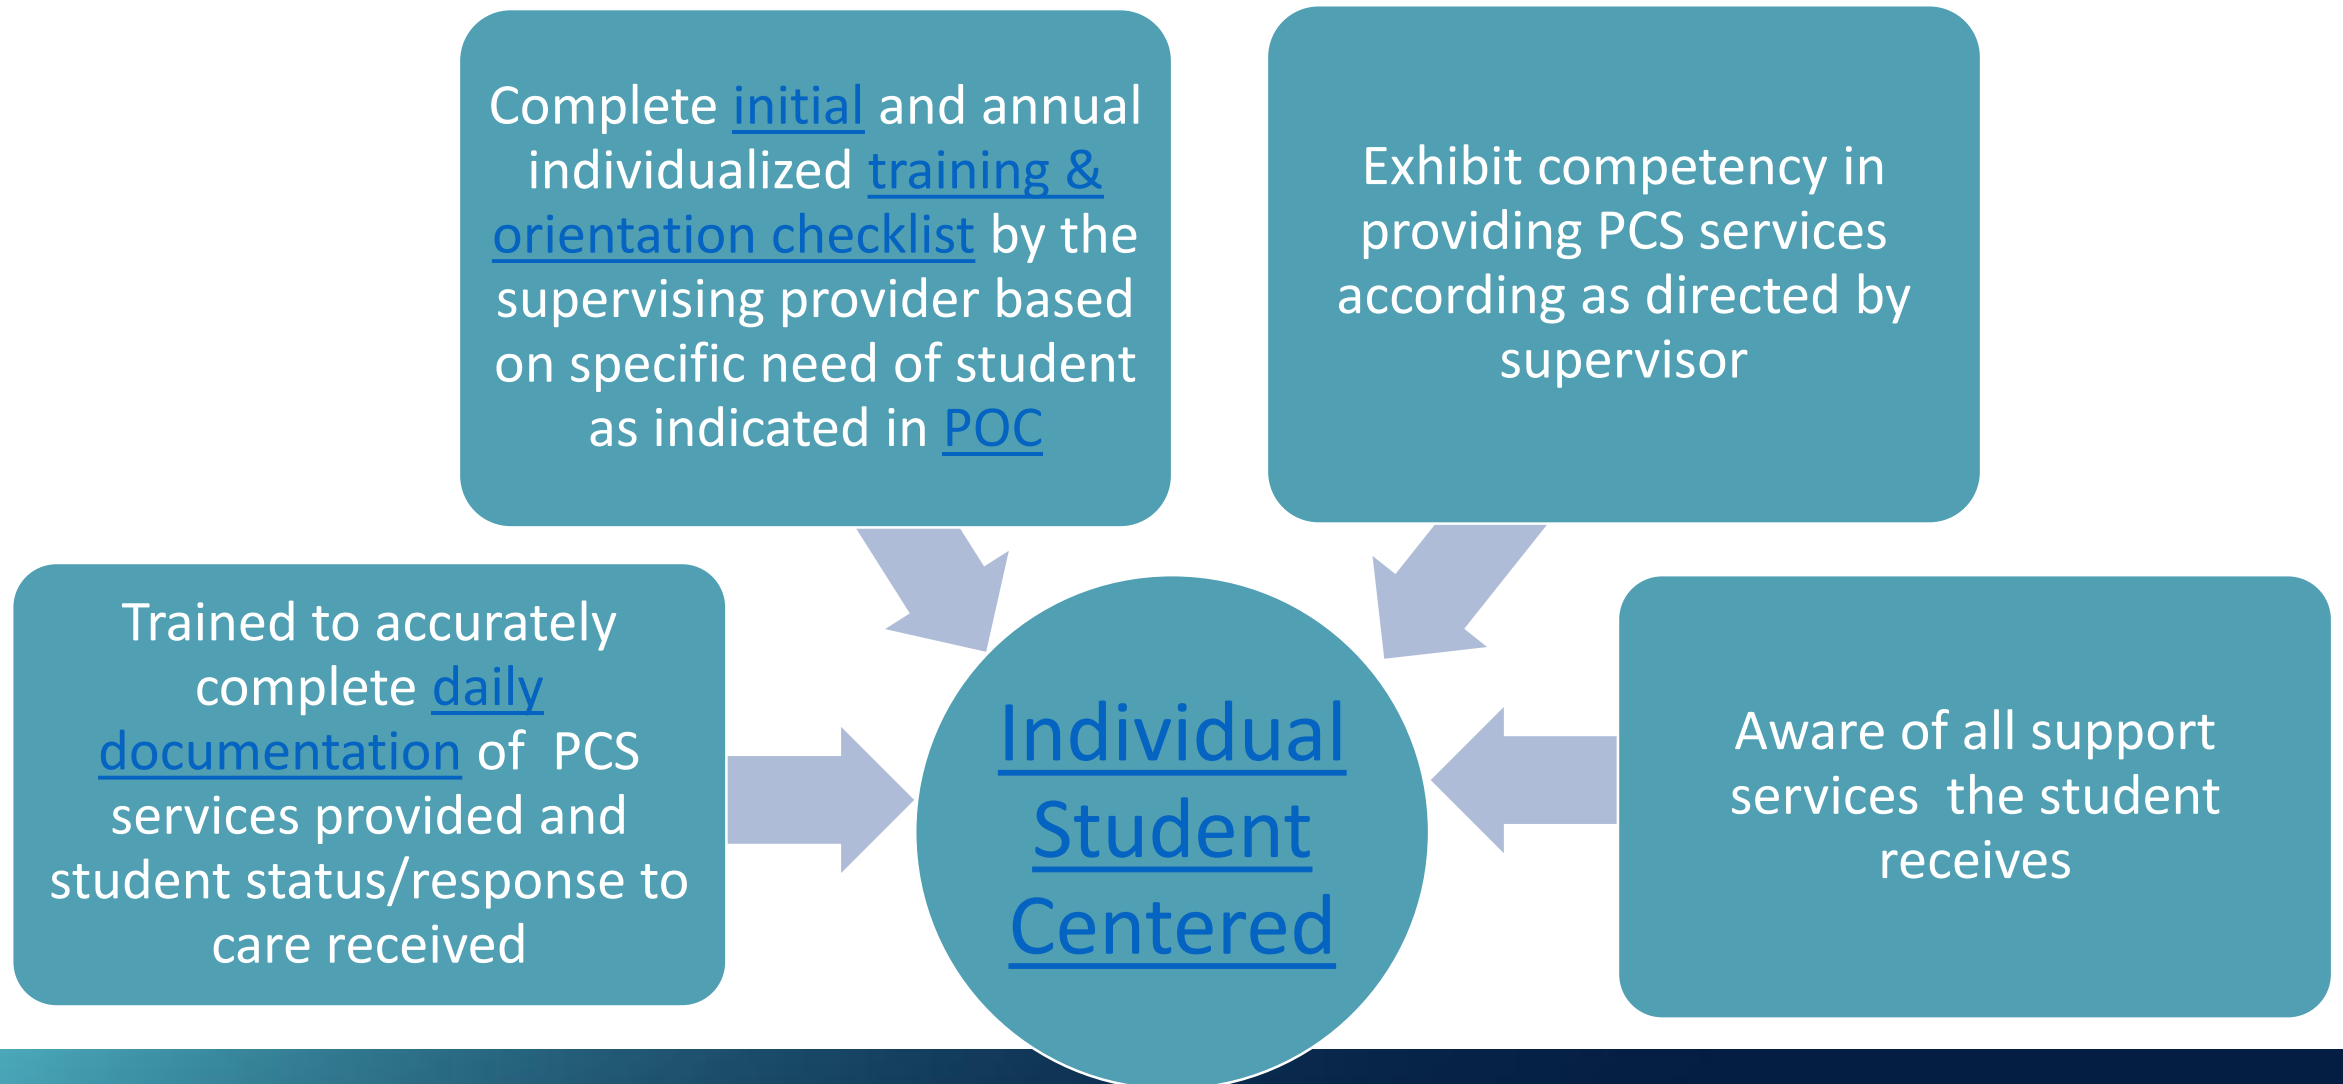 Complete initial and annual
individualized training &
orientation checklist by the
supervising provider based
on specific need of student
as indicated in POC
Exhibit competency in
providing PCS services
according as directed by
supervisor
Trained to accurately
complete daily
documentation of  PCS
services provided and
student status/response to
care received
Individual
Student
Centered
Aware of all support
services  the student
receives